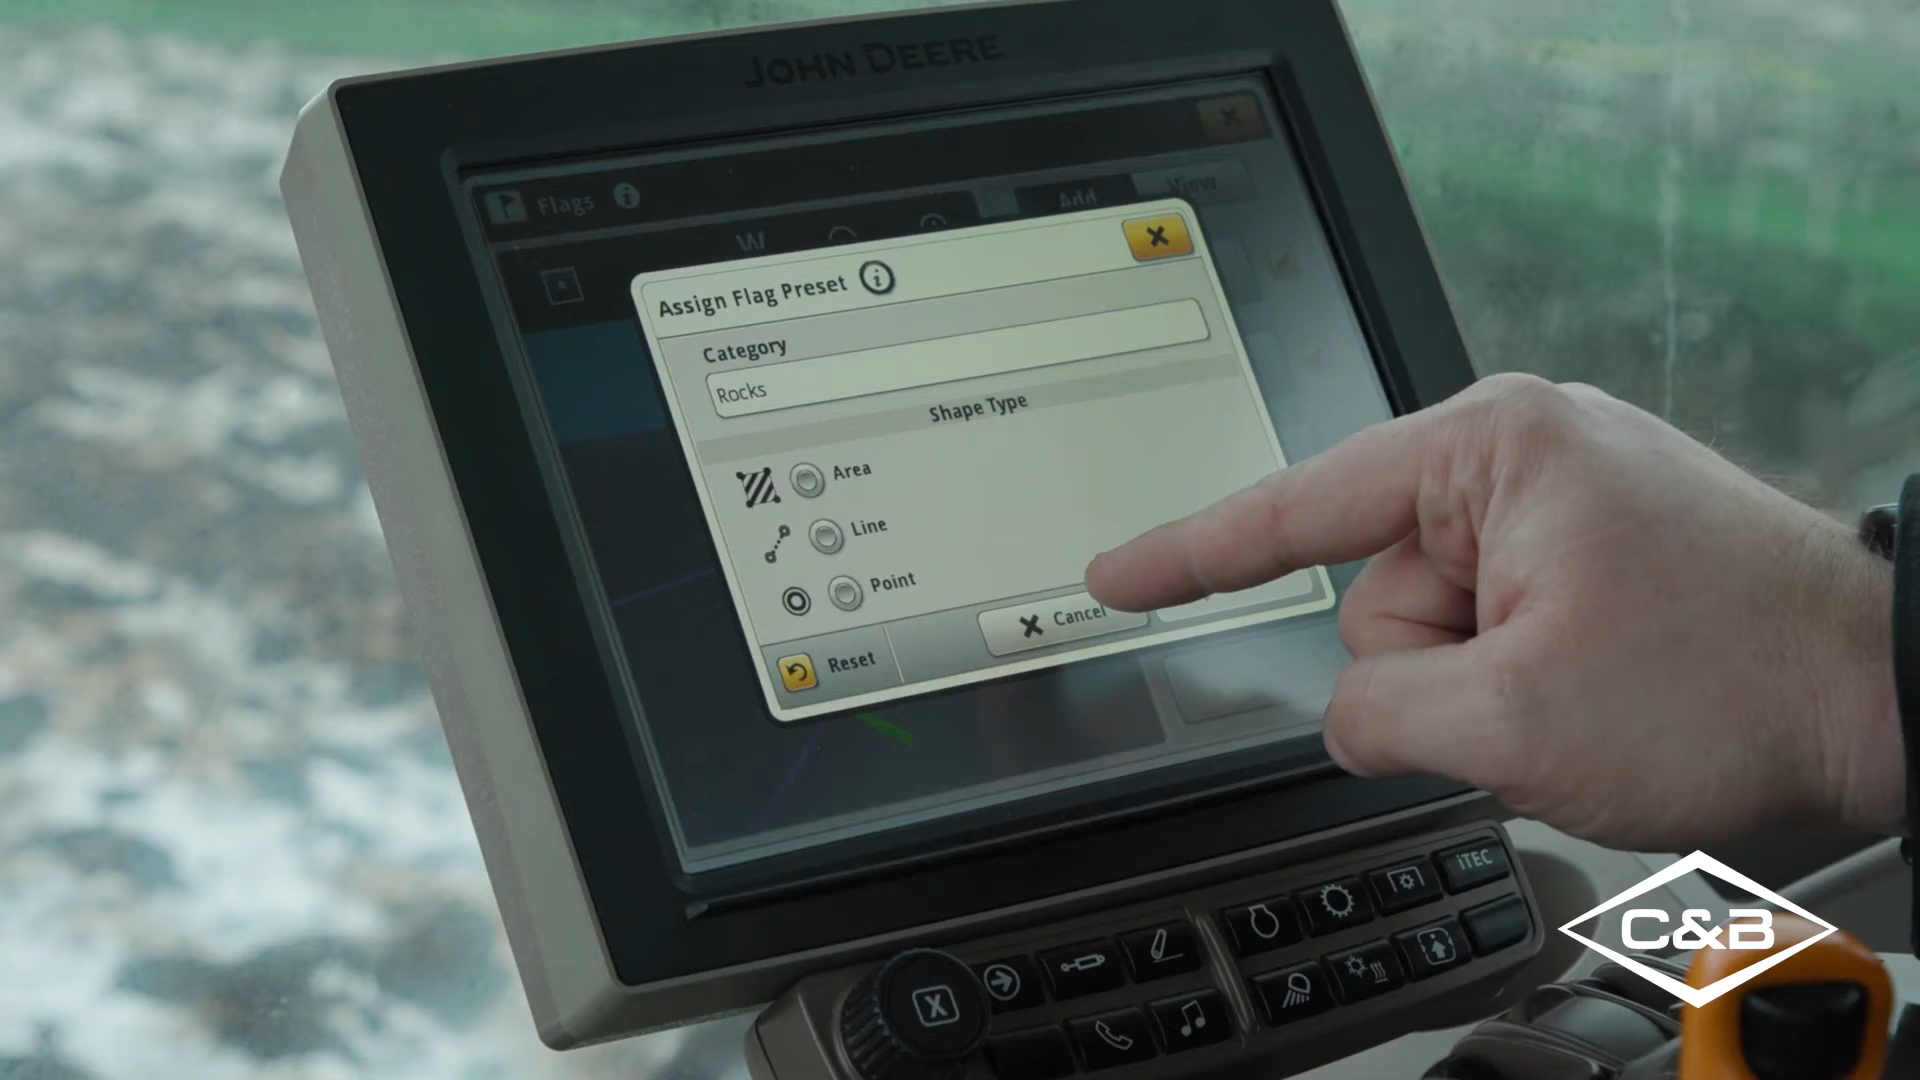 JOHN DEERE
Flags
Add
View
W
Assign Flag Preset
Category
Rocks
Shape Type
Area
Line
Point
Cancel
Reset
iTEC
X
C&B